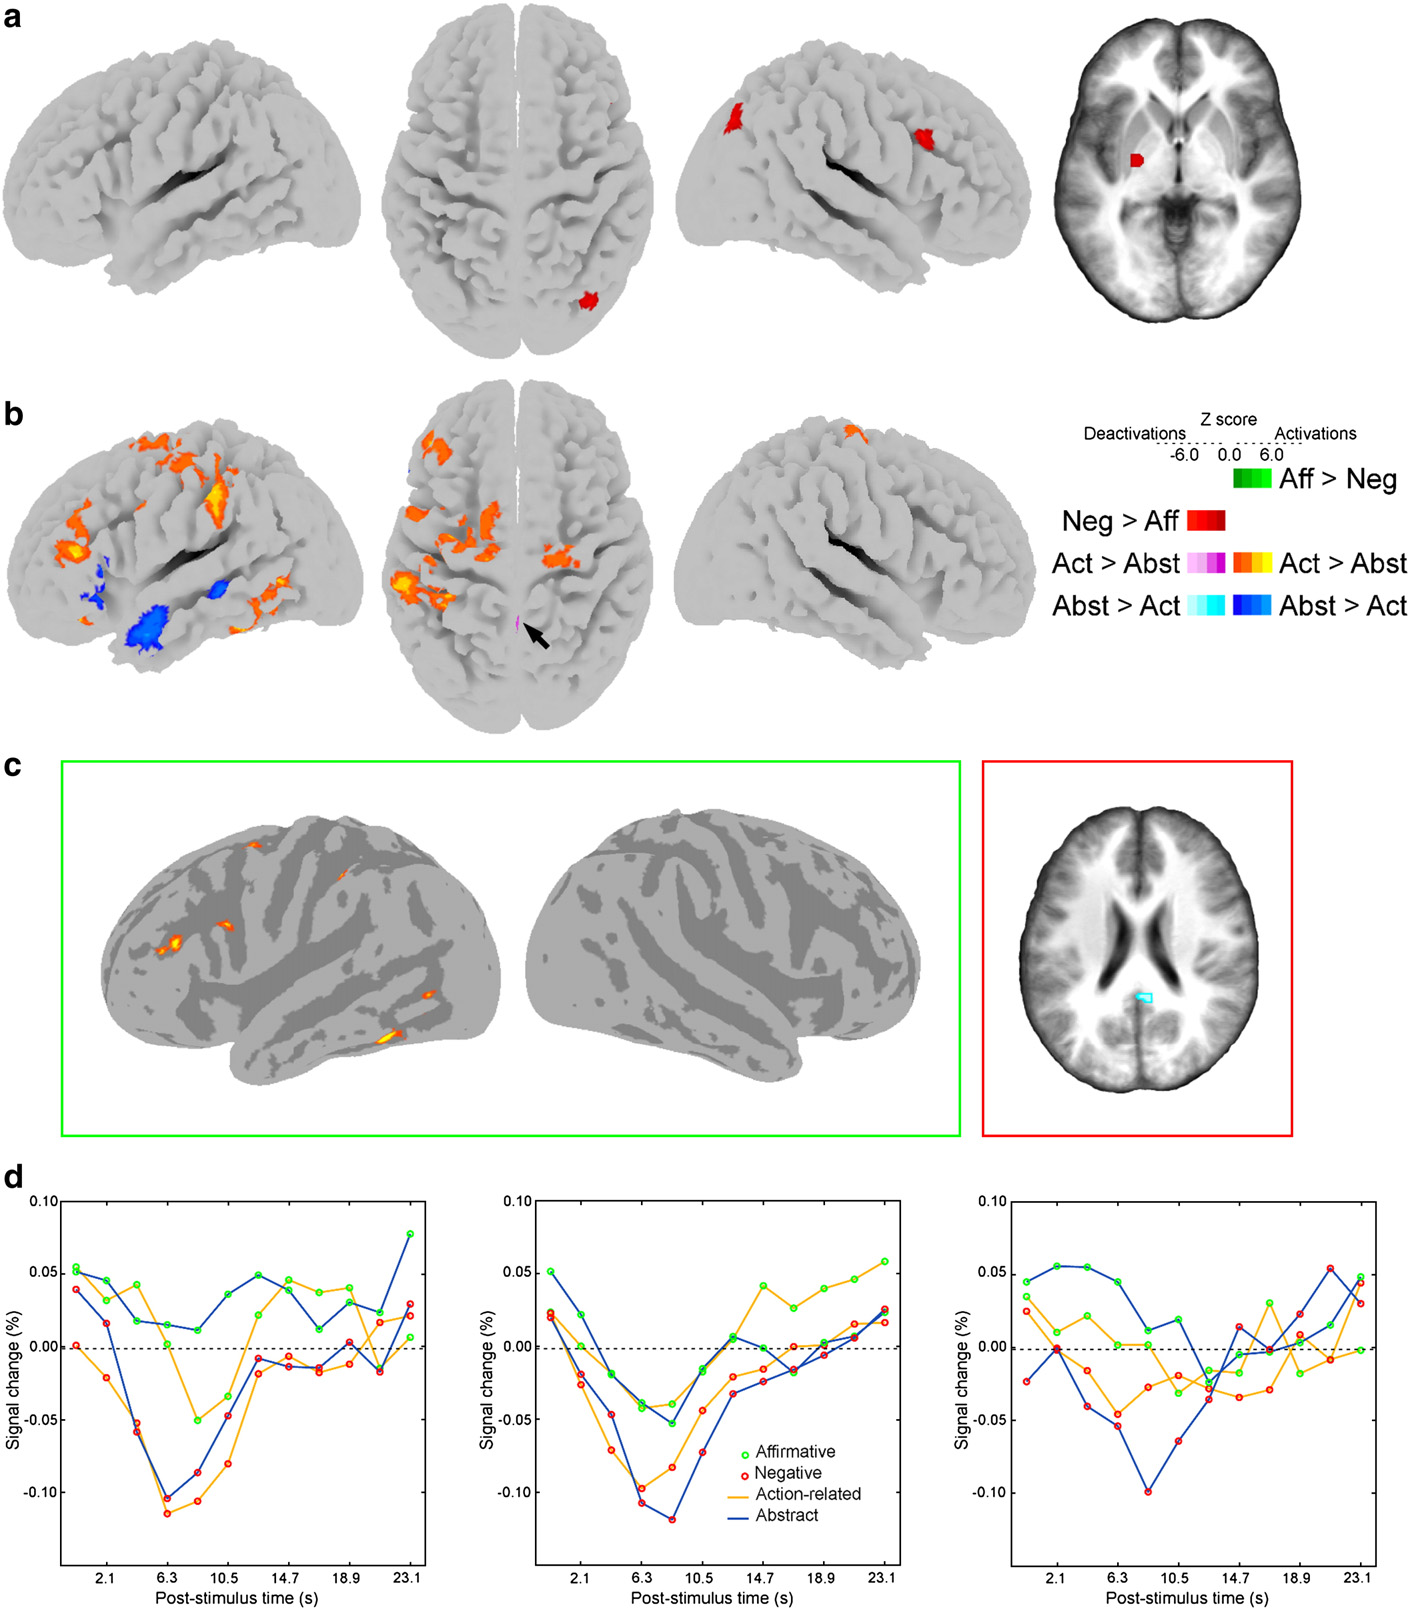 a
b
Z score
Deactivations Activations
-6.0 0.0 6.0
Aff > Neg
Neg > Aff
Act > Abst Act > Abst
Abst > Act Abst > Act
c
d
Signal change (%)
0.10
0.05
0.00
-0.05
-0.10
2.1 6.3 10.5 14.7 18.9 23.1
Post-stimulus time (s)
Signal change (%)
0.10
0.05
0.00
-0.05
-0.10
Affirmative
Negative
Action-related
Abstract
2.1 6.3 10.5 14.7 18.9 23.1
Post-stimulus time (s)
Signal change (%)
0.10
0.05
0.00
-0.05
-0.10
2.1 6.3 10.5 14.7 18.9 23.1
Post-stimulus time (s)